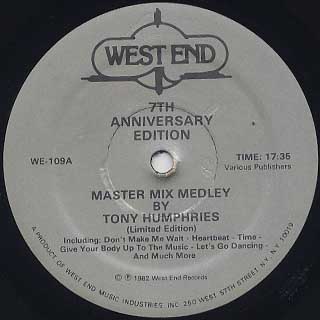 WEST END
7TH
ANNIVERSARY
EDITION
WE-109A
TIME: 17:35
Various Publishers
MASTER MIX MEDLEY
BY
TONY HUMPHRIES
(Limited Edition)
Including: Don't Make Me Wait - Heartbeat - Time -
Give Your Body Up To The Music - Let's Go Dancing -
And Much More
© ℗ 1982 West End Records
A PRODUCT OF WEST END MUSIC INDUSTRIES, INC. 250 WEST 57TH STREET, N.Y., N.Y. 10019